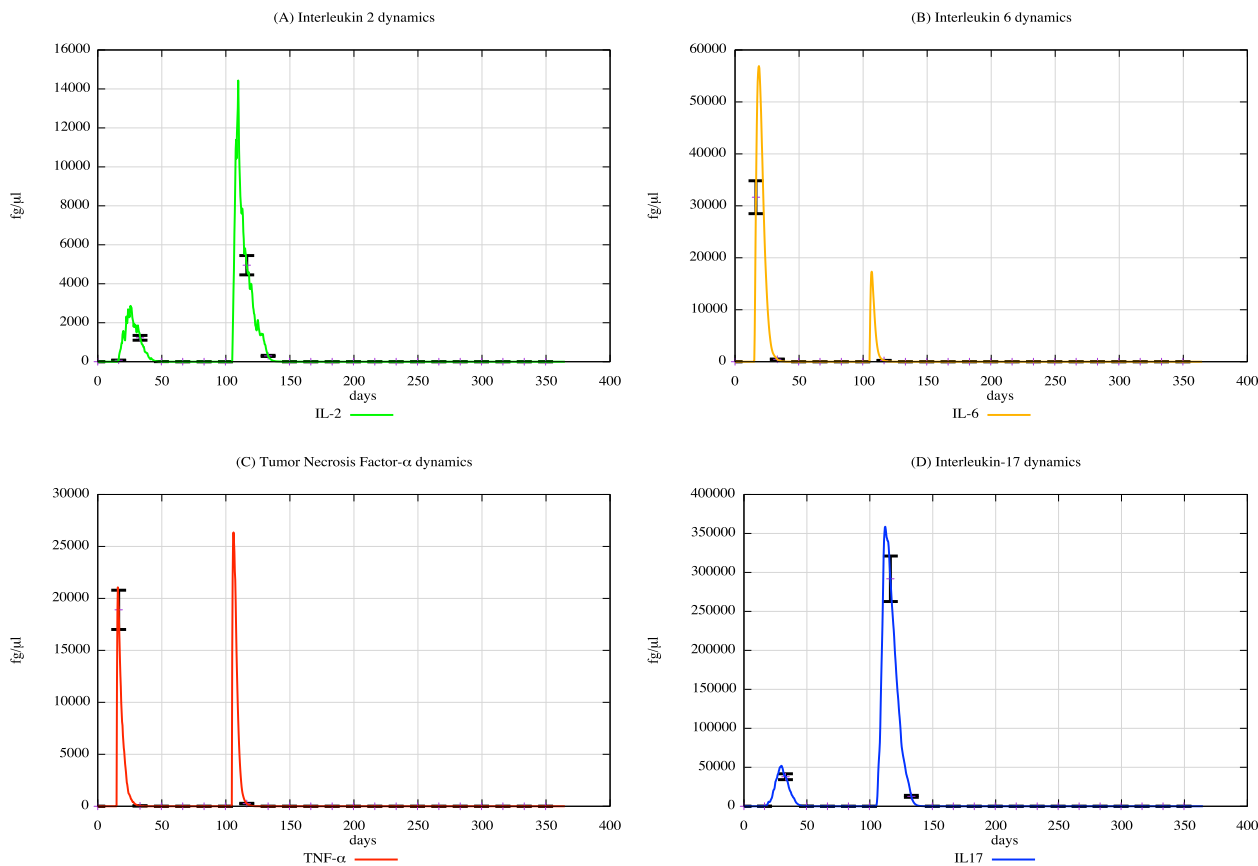 (A) Interleukin 2 dynamics
16000
14000
12000
10000
8000
6000
4000
2000
0
fg/µl
0 50 100 150 200 250 300 350 400
days
IL-2
(B) Interleukin 6 dynamics
60000
50000
40000
30000
20000
10000
0
fg/µl
0 50 100 150 200 250 300 350 400
days
IL-6
(C) Tumor Necrosis Factor-α dynamics
30000
25000
20000
15000
10000
5000
0
fg/µl
0 50 100 150 200 250 300 350 400
days
TNF-α
(D) Interleukin-17 dynamics
400000
350000
300000
250000
200000
150000
100000
50000
0
fg/µl
0 50 100 150 200 250 300 350 400
days
IL17